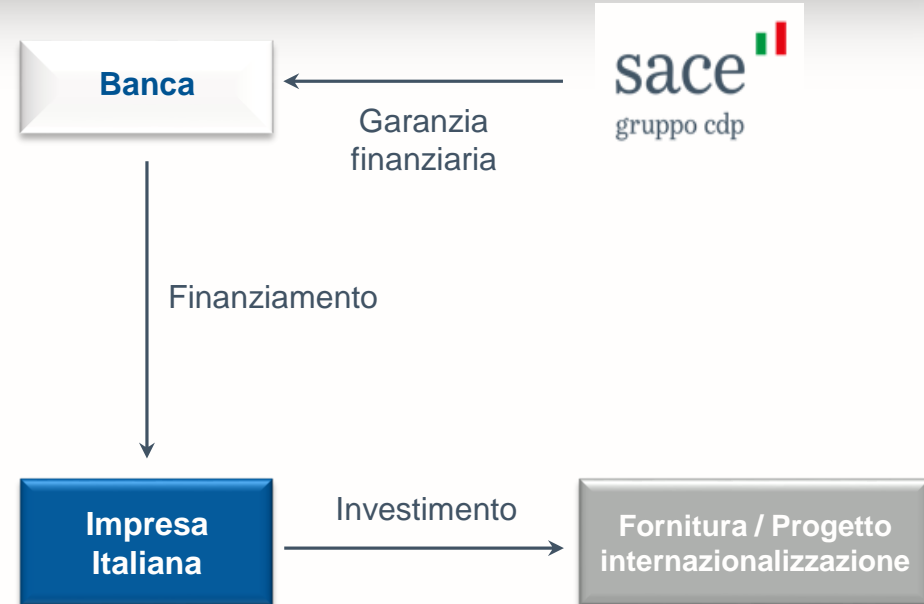 Banca
sace
gruppo cdp
Garanzia
finanziaria
Finanziamento
Impresa
Italiana
Investimento
Fornitura / Progetto
internazionalizzazione